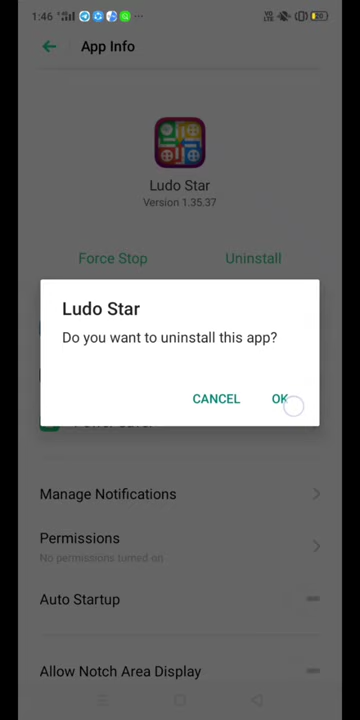 1:46
App Info
Ludo Star
Version 1.35.37
Force Stop
Uninstall
Ludo Star
Do you want to uninstall this app?
CANCEL
OK
Manage Notifications
Permissions
No permissions turned on
Auto Startup
Allow Notch Area Display